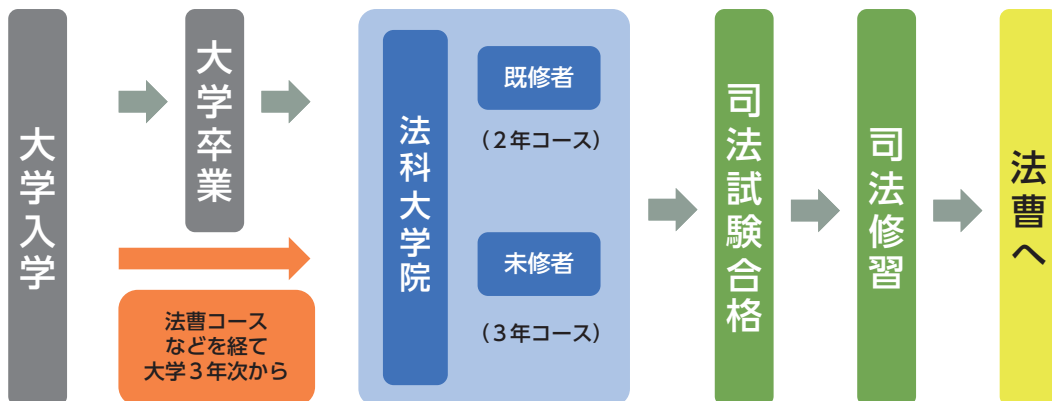 大学入学
大学卒業
法曹コース
などを経て
大学３年次から
法科大学院
既修者
（２年コース）
未修者
（３年コース）
司法試験合格
司法修習
法曹へ